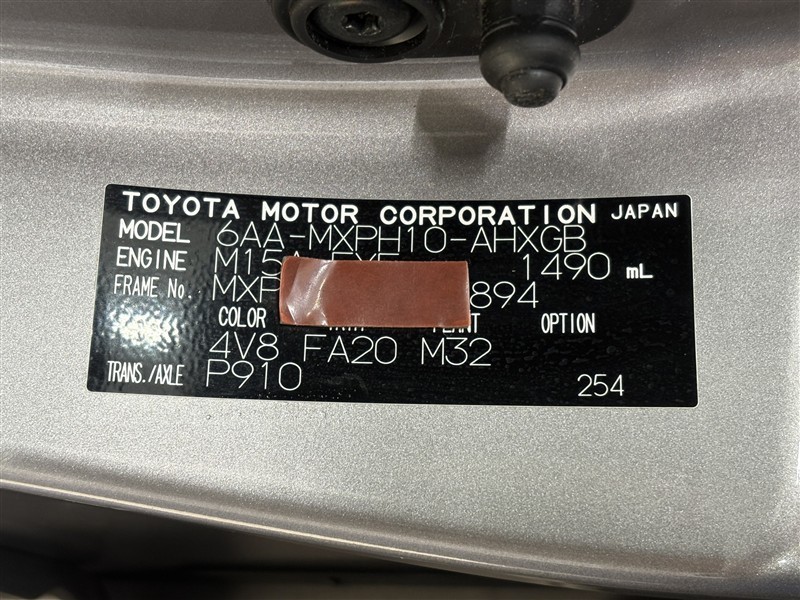 TOYOTA MOTOR CORPORATION JAPAN
MODEL 6AA-MXPH10-AHXGB
ENGINE 1490 mL
FRAME No. 894
COLOR OPTION
4V8 FA20 M32
TRANS./AXLE P910
254